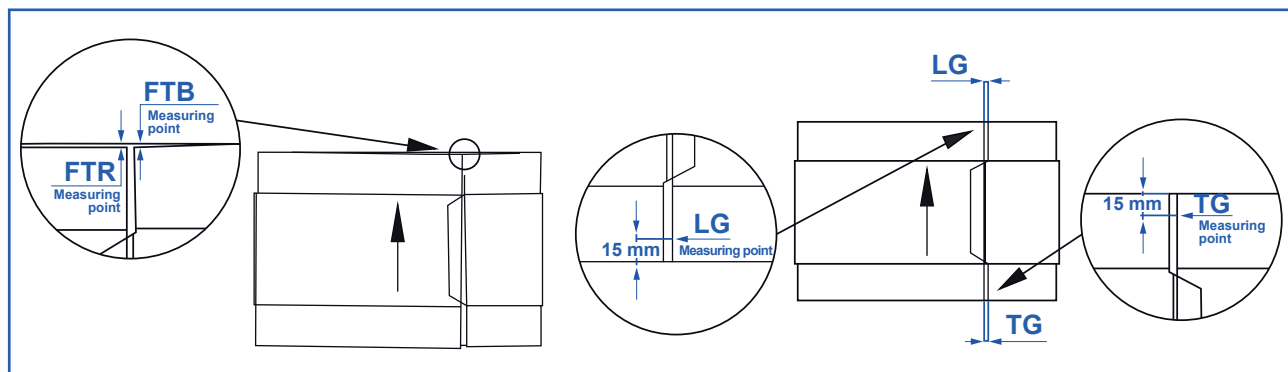 FTB
Measuring
point
FTR
Measuring
point
LG
15 mm
Measuring point
LG
TG
15 mm
TG
Measuring
point